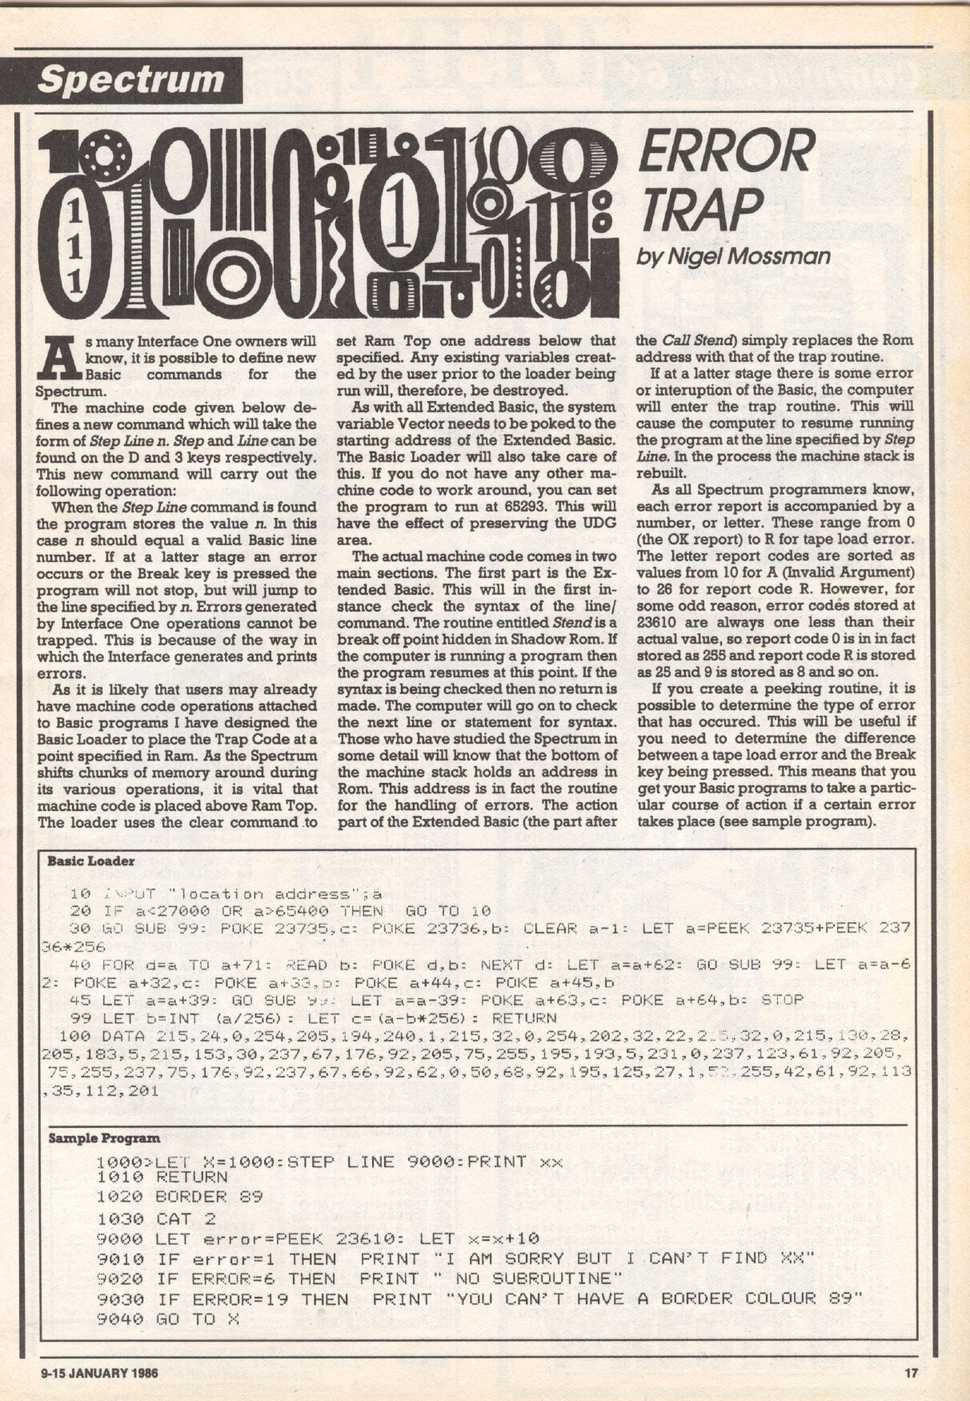 Spectrum
ERROR
TRAP
by Nigel Mossman
As many Interface One owners will
know, it is possible to define new
Basic commands for the
Spectrum.
The machine code given below de-
fines a new command which will take the
form of Step Line n. Step and Line can be
found on the D and 3 keys respectively.
This new command will carry out the
following operation:
When the Step Line command is found
the program stores the value n. In this
case n should equal a valid Basic line
number. If at a latter stage an error
occurs or the Break key is pressed the
program will not stop, but will jump to
the line specified by n. Errors generated
by Interface One operations cannot be
trapped. This is because of the way in
which the Interface generates and prints
errors.
As it is likely that users may already
have machine code operations attached
to Basic programs I have designed the
Basic Loader to place the Trap Code at a
point specified in Ram. As the Spectrum
shifts chunks of memory around during
its various operations, it is vital that
machine code is placed above Ram Top.
The loader uses the clear command to
set Ram Top one address below that
specified. Any existing variables creat-
ed by the user prior to the loader being
run will, therefore, be destroyed.
As with all Extended Basic, the system
variable Vector needs to be poked to the
starting address of the Extended Basic.
The Basic Loader will also take care of
this. If you do not have any other ma-
chine code to work around, you can set
the program to run at 65293. This will
have the effect of preserving the UDG
area.
The actual machine code comes in two
main sections. The first part is the Ex-
tended Basic. This will in the first in-
stance check the syntax of the line/
command. The routine entitled Stend is a
break off point hidden in Shadow Rom. If
the computer is running a program then
the program resumes at this point. If the
syntax is being checked then no return is
made. The computer will go on to check
the next line or statement for syntax.
Those who have studied the Spectrum in
some detail will know that the bottom of
the machine stack holds an address in
Rom. This address is in fact the routine
for the handling of errors. The action
part of the Extended Basic (the part after
the Call Stend) simply replaces the Rom
address with that of the trap routine.
If at a latter stage there is some error
or interuption of the Basic, the computer
will enter the trap routine. This will
cause the computer to resume running
the program at the line specified by Step
Line. In the process the machine stack is
rebuilt.
As all Spectrum programmers know,
each error report is accompanied by a
number, or letter. These range from 0
(the OK report) to R for tape load error.
The letter report codes are sorted as
values from 10 for A (Invalid Argument)
to 26 for report code R. However, for
some odd reason, error codes stored at
23610 are always one less than their
actual value, so report code 0 is in in fact
stored as 255 and report code R is stored
as 25 and 9 is stored as 8 and so on.
If you create a peeking routine, it is
possible to determine the type of error
that has occured. This will be useful if
you need to determine the difference
between a tape load error and the Break
key being pressed. This means that you
get your Basic programs to take a partic-
ular course of action if a certain error
takes place (see sample program).
Basic Loader
10 INPUT "location address";a
20 IF a<27000 OR a>65400 THEN GO TO 10
30 GO SUB 99: POKE 23735,c: POKE 23736,b: CLEAR a-1: LET a=PEEK 23735+PEEK 237
36*256
40 FOR d=a TO a+71: READ b: POKE d,b: NEXT d: LET a=a+62: GO SUB 99: LET a=a-6
2: POKE a+32,c: POKE a+33,b: POKE a+44,c: POKE a+45,b
45 LET a=a+39: GO SUB 99: LET a=a-39: POKE a+63,c: POKE a+64,b: STOP
99 LET b=INT (a/256): LET c=(a-b*256): RETURN
100 DATA 215,24,0,254,205,194,240,1,215,32,0,254,202,32,22,32,0,215,130,28,
205,183,5,215,153,30,237,67,176,92,205,75,255,195,193,5,231,0,237,123,61,92,205,
75,255,237,75,176,92,237,67,66,92,62,0,50,68,92,195,125,27,1,255,42,61,92,113
,35,112,201
Sample Program
1000>LET X=1000:STEP LINE 9000:PRINT xx
1010 RETURN
1020 BORDER 89
1030 CAT 2
9000 LET error=PEEK 23610: LET x=x+10
9010 IF error=1 THEN PRINT "I AM SORRY BUT I CAN'T FIND XX"
9020 IF ERROR=6 THEN PRINT " NO SUBROUTINE"
9030 IF ERROR=19 THEN PRINT "YOU CAN'T HAVE A BORDER COLOUR 89"
9040 GO TO X
9-15 JANUARY 1986
17